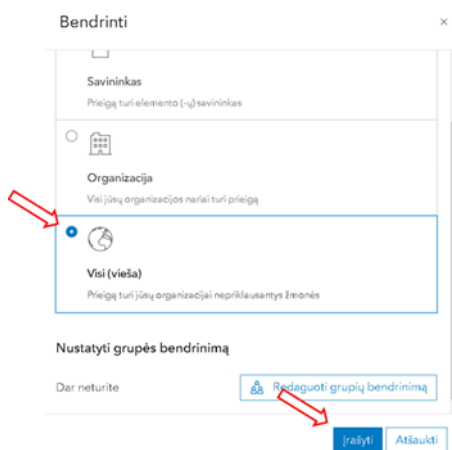 Bendrinti
Savininkas
Prieigą turi elemento (-ų) savininkas
Organizacija
Visi jūsų organizacijos nariai turi prieigą
Visi (vieša)
Prieigą turi jūsų organizacijai nepriklausantys žmonės
Nustatyti grupės bendrinimą
Dar neturite
Redaguoti grupių bendrinimą
Įrašyti
Atšaukti